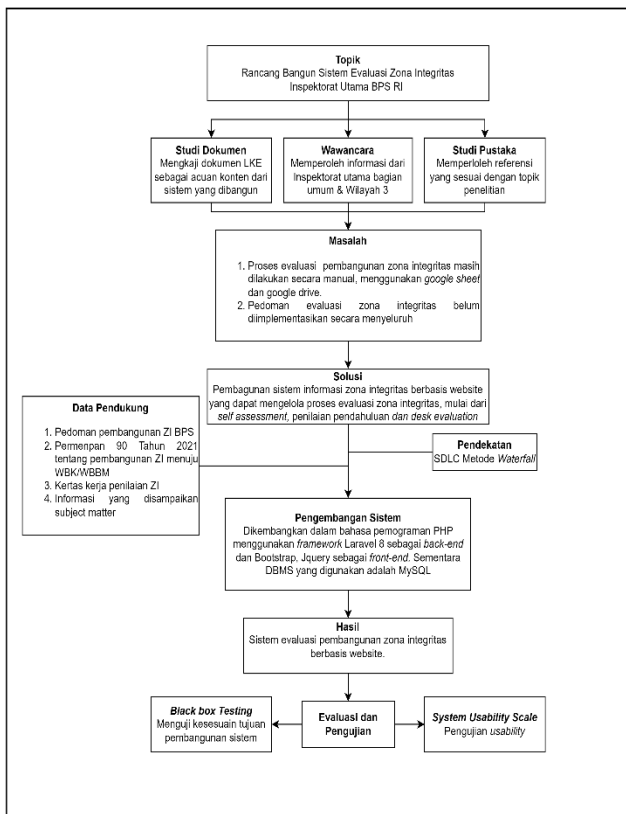 Topik
Rancang Bangun Sistem Evaluasi Zona Integritas
Inspektorat Utama BPS RI
Studi Dokumen
Mengkaji dokumen LKE
sebagai acuan konten dari
sistem yang dibangun
Wawancara
Memperoleh informasi dari
Inspektorat utama bagian
umum & Wilayah 3
Studi Pustaka
Memperloleh referensi
yang sesuai dengan topik
penelitian
Masalah
1. Proses evaluasi pembangunan zona integritas masih
dilakukan secara manual, menggunakan google sheet
dan google drive.
2. Pedoman evaluasi zona integritas belum
diimplementasikan secara menyeluruh
Solusi
Pembagunan sistem informasi zona integritas berbasis website
yang dapat mengelola proses evaluasi zona integritas, mulai dari
self assessment, penilaian pendahuluan dan desk evaluation
Data Pendukung
1. Pedoman pembangunan ZI BPS
2. Permenpan 90 Tahun 2021
tentang pembangunan ZI menuju
WBK/WBBM
3. Kertas kerja penilaian ZI
4. Informasi yang disampaikan
subject matter
Pendekatan
SDLC Metode Waterfall
Pengembangan Sistem
Dikembangkan dalam bahasa pemograman PHP
menggunakan framework Laravel 8 sebagai back-end
dan Bootstrap, Jquery sebagai front-end. Sementara
DBMS yang digunakan adalah MySQL
Hasil
Sistem evaluasi pembangunan zona integritas
berbasis website.
Black box Testing
Menguji kesesuain tujuan
pembangunan sistem
Evaluasi dan
Pengujian
System Usability Scale
Pengujian usability